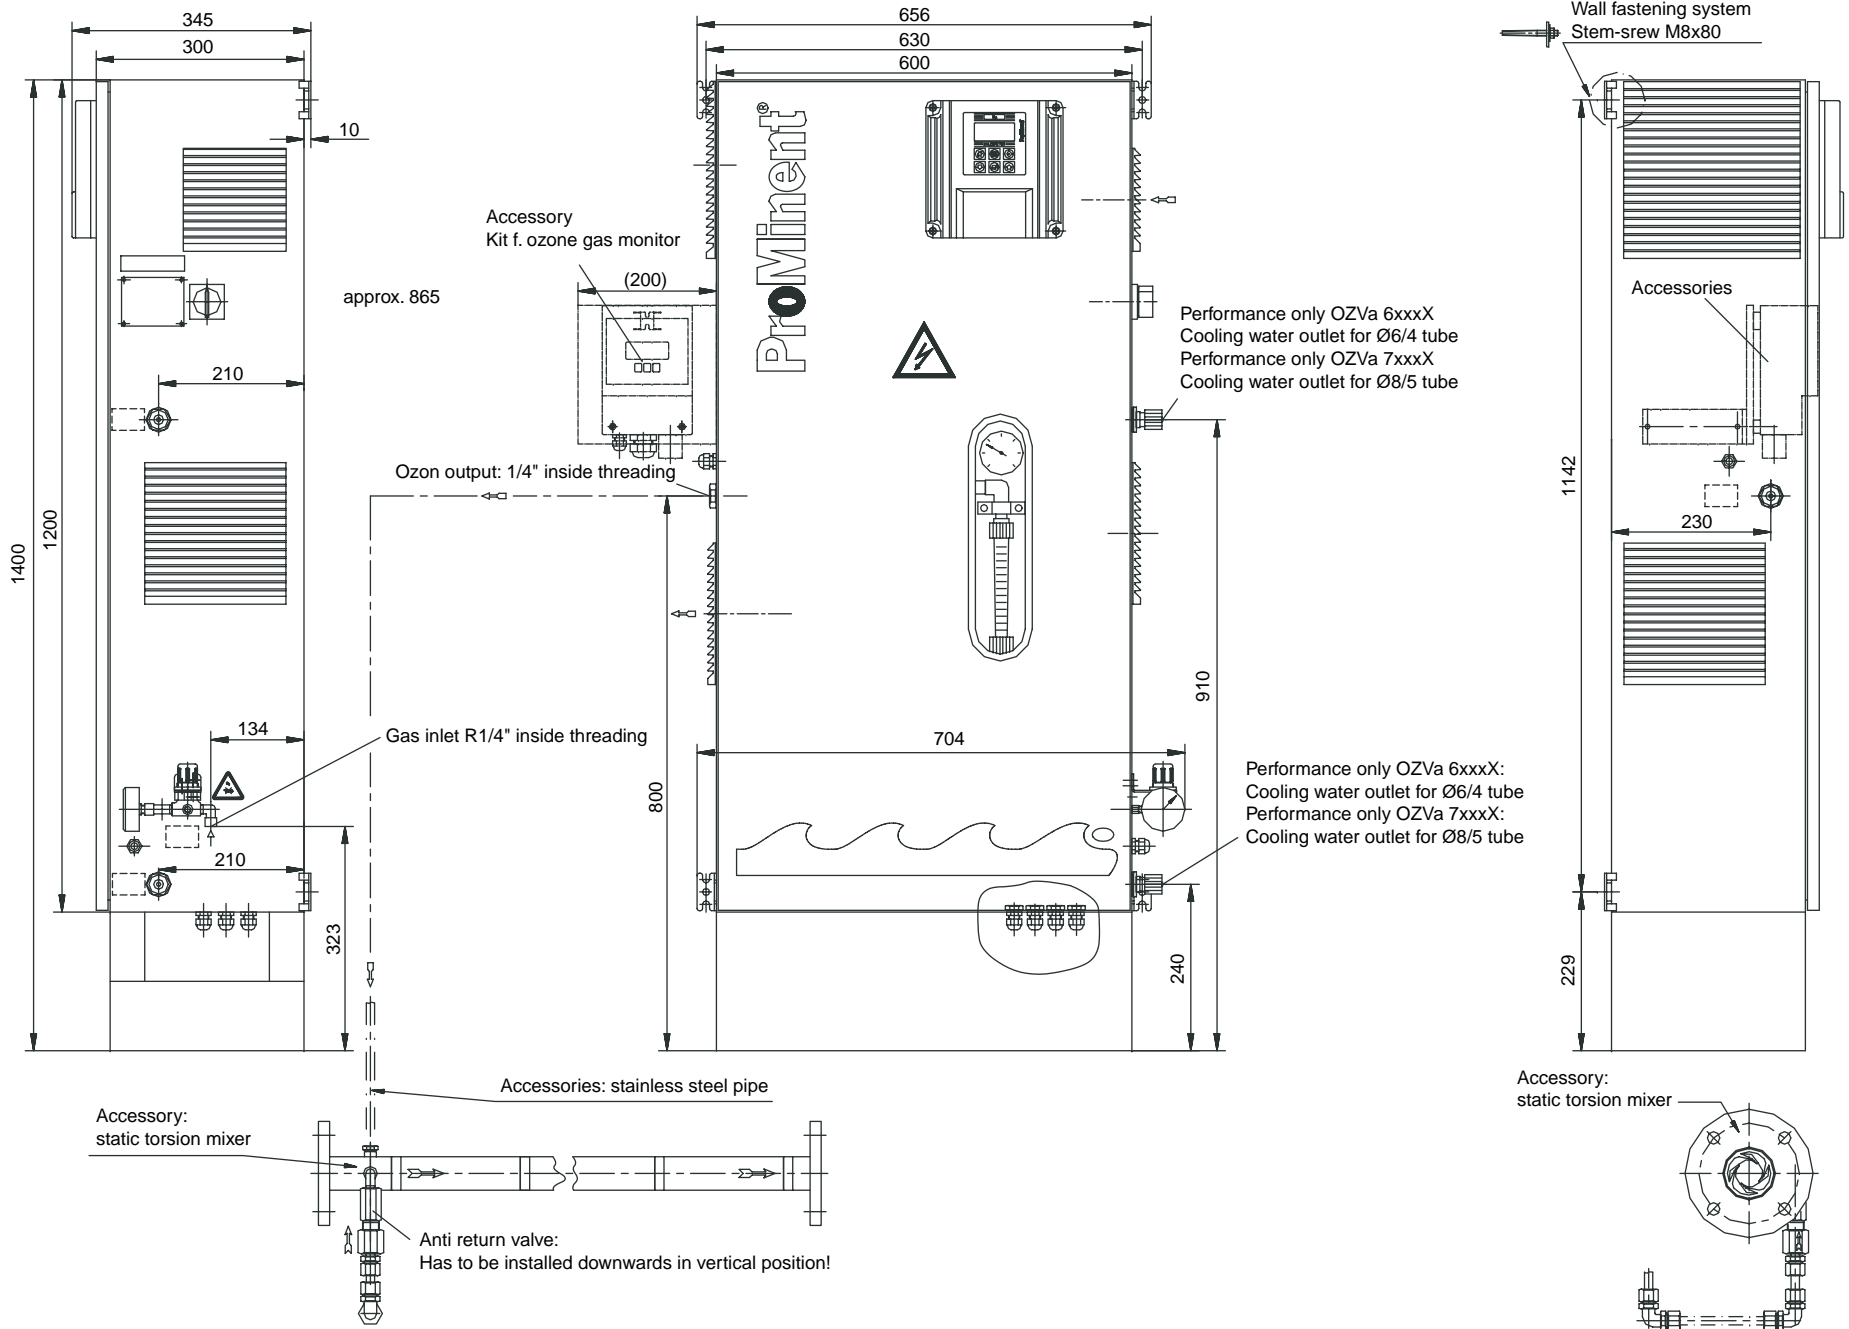 345
300
10
1400
1200
approx. 865
210
134
210
323
Gas inlet R1/4" inside threading
656
630
600
ProMinent®
Accessory
Kit f. ozone gas monitor
(200)
Ozon output: 1/4" inside threading
Performance only OZVa 6xxxX
Cooling water outlet for Ø6/4 tube
Performance only OZVa 7xxxX
Cooling water outlet for Ø8/5 tube
704
800
910
240
Performance only OZVa 6xxxX:
Cooling water outlet for Ø6/4 tube
Performance only OZVa 7xxxX:
Cooling water outlet for Ø8/5 tube
Wall fastening system
Stem-srew M8x80
Accessories
1142
230
229
Accessories: stainless steel pipe
Accessory:
static torsion mixer
Anti return valve:
Has to be installed downwards in vertical position!
Accessory:
static torsion mixer